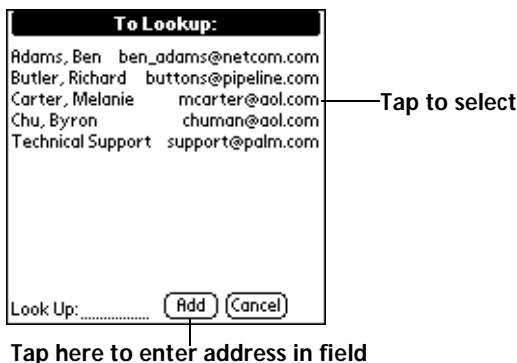 To Lookup:
Adams, Ben ben_adams@netcom.com
Butler, Richard buttons@pipeline.com
Carter, Melanie mcarter@aol.com
Tap to select
Chu, Byron chuman@aol.com
Technical Support support@palm.com
Look Up: Add Cancel
Tap here to enter address in field